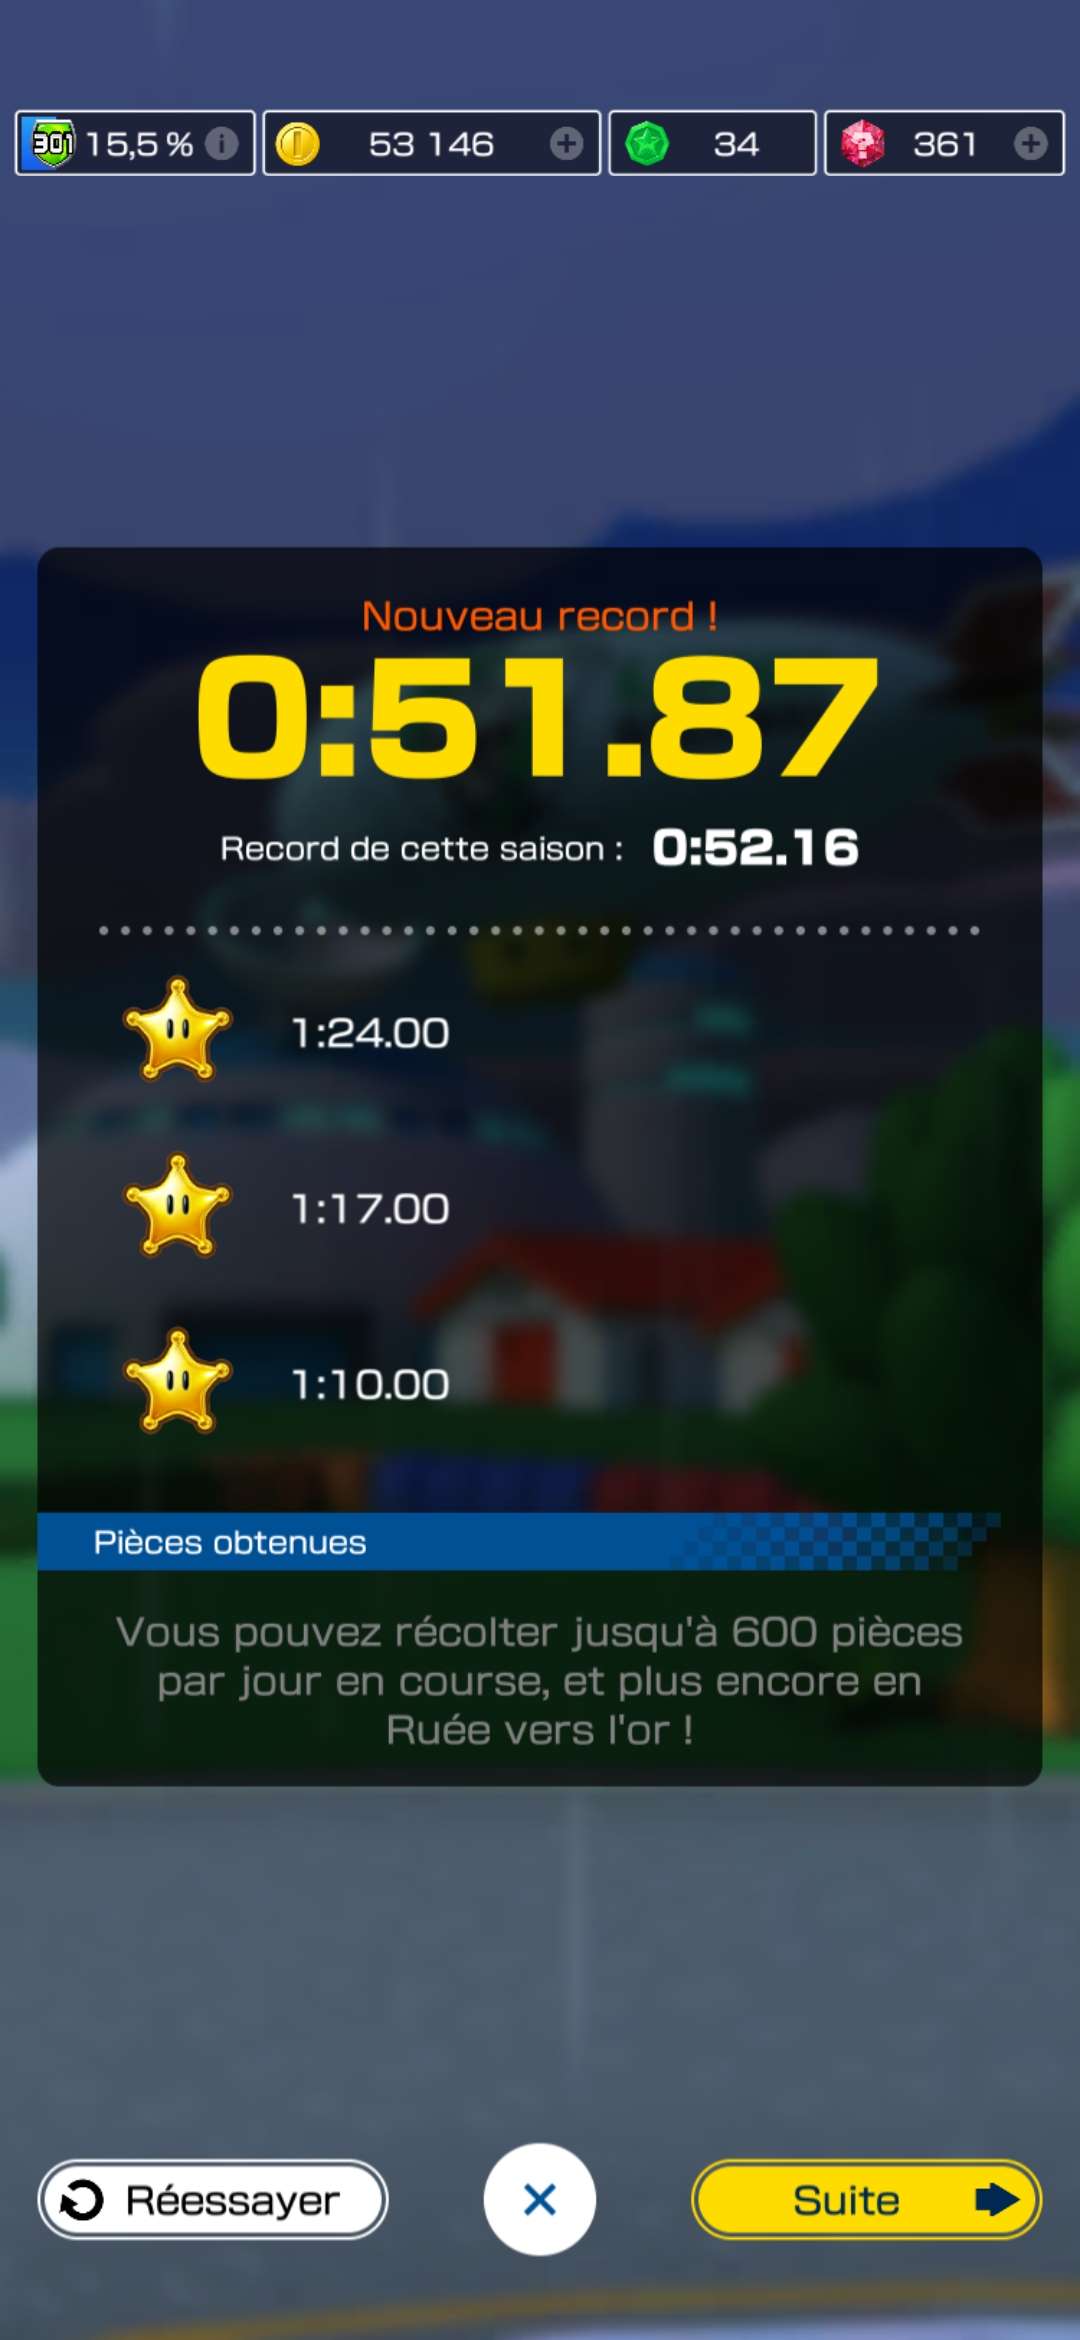 301 15,5 % i 53 146 + 34 361 +
Nouveau record !
0:51.87
Record de cette saison : 0:52.16
1:24.00
1:17.00
1:10.00
Pièces obtenues
Vous pouvez récolter jusqu'à 600 pièces
par jour en course, et plus encore en
Ruée vers l'or !
Réessayer × Suite